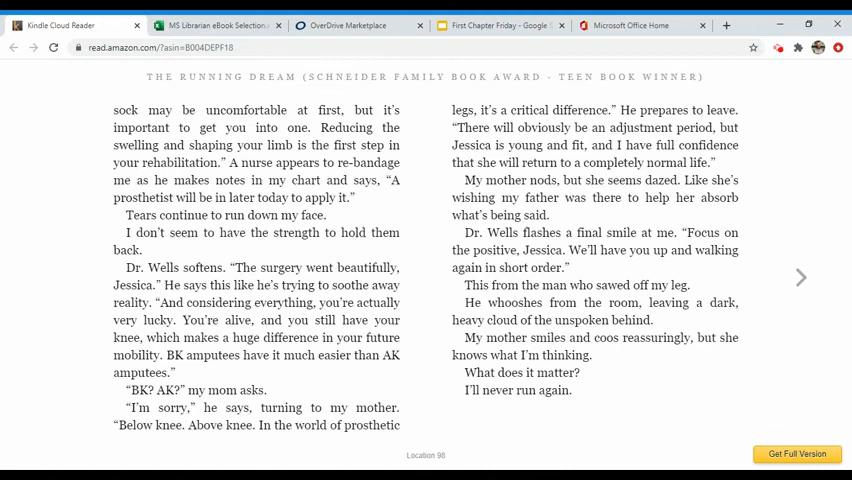 Kindle Cloud Reader
MS Librarian eBook Selection.
OverDrive Marketplace
First Chapter Friday - Google S
Microsoft Office Home
read.amazon.com/?asin=B004DEPF18
THE RUNNING DREAM (SCHNEIDER FAMILY BOOK AWARD - TEEN BOOK WINNER)
sock may be uncomfortable at first, but it's
important to get you into one. Reducing the
swelling and shaping your limb is the first step in
your rehabilitation.” A nurse appears to re-bandage
me as he makes notes in my chart and says, “A
prosthetist will be in later today to apply it.”
Tears continue to run down my face.
I don't seem to have the strength to hold them
back.
Dr. Wells softens. “The surgery went beautifully,
Jessica.” He says this like he's trying to soothe away
reality. “And considering everything, you're actually
very lucky. You're alive, and you still have your
knee, which makes a huge difference in your future
mobility. BK amputees have it much easier than AK
amputees.”
“BK? AK?” my mom asks.
“I'm sorry,” he says, turning to my mother.
“Below knee. Above knee. In the world of prosthetic
legs, it's a critical difference.” He prepares to leave.
“There will obviously be an adjustment period, but
Jessica is young and fit, and I have full confidence
that she will return to a completely normal life.”
My mother nods, but she seems dazed. Like she's
wishing my father was there to help her absorb
what's being said.
Dr. Wells flashes a final smile at me. “Focus on
the positive, Jessica. We'll have you up and walking
again in short order.”
This from the man who sawed off my leg.
He whooshes from the room, leaving a dark,
heavy cloud of the unspoken behind.
My mother smiles and coos reassuringly, but she
knows what I'm thinking.
What does it matter?
I'll never run again.
Location 98
Get Full Version